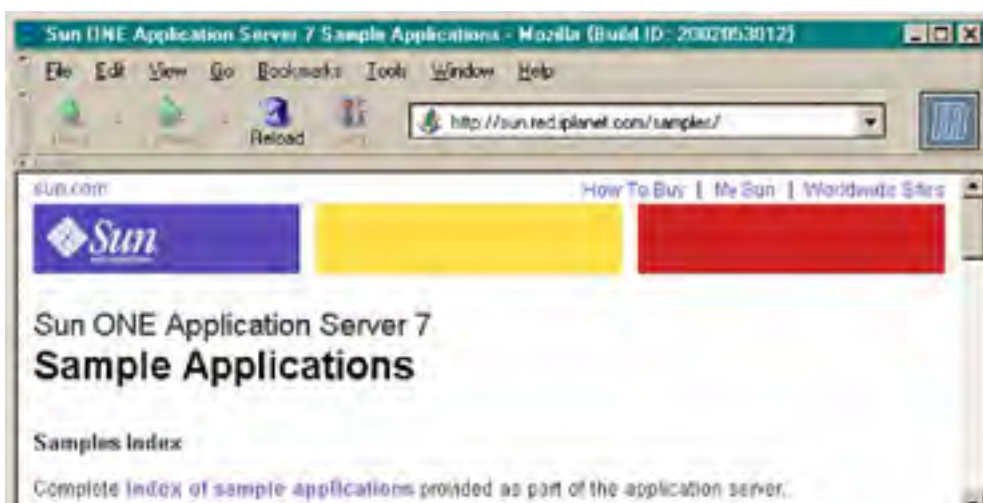 Sun ONE Application Server 7 Sample Applications - Mozilla {Build ID: 2002053012}
File Edit View Go Bookmarks Tools Window Help
Reload
http://sun.red.iplanet.com/samples/
sun.com How To Buy | My Sun | Worldwide Sites
Sun
Sun ONE Application Server 7
Sample Applications
Samples Index
Complete index of sample applications provided as part of the application server.